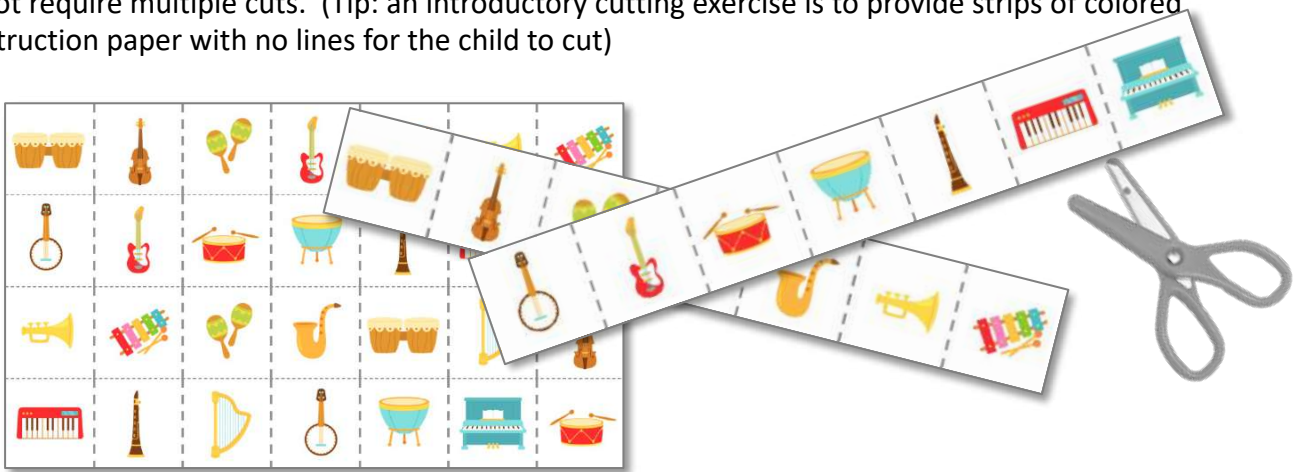 ot require multiple cuts. (Tip: an introductory cutting exercise is to provide strips of colored
truction paper with no lines for the child to cut)